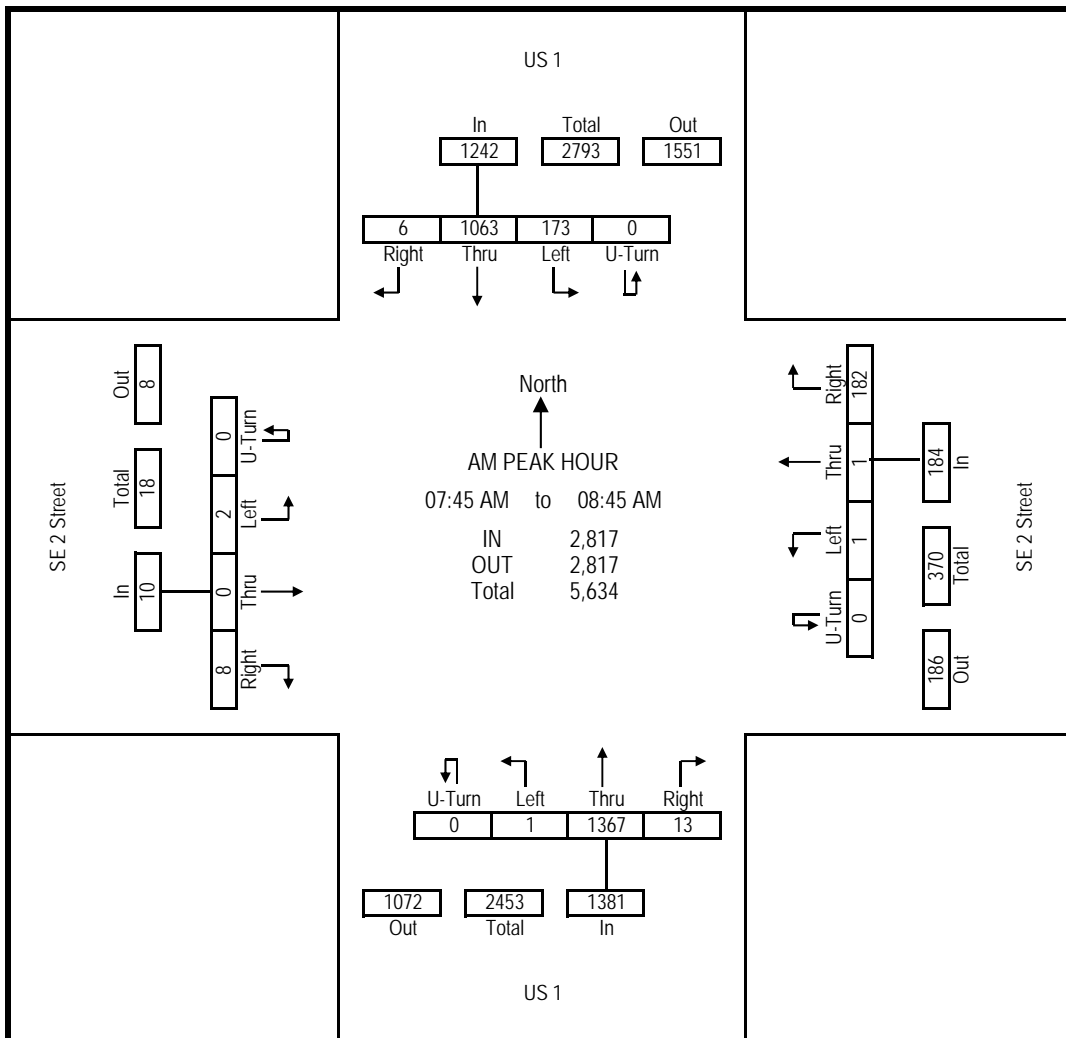 US 1
In Total Out
1242 2793 1551
6 1063 173 0
Right Thru Left U-Turn
North
AM PEAK HOUR
07:45 AM to 08:45 AM
IN 2,817
OUT 2,817
Total 5,634
SE 2 Street
Out 8
Total 18
In 10
0 U-Turn
2 Left
0 Thru
8 Right
Right 182
Thru 1
Left 1
U-Turn 0
184 In
370 Total
186 Out
SE 2 Street
U-Turn Left Thru Right
0 1 1367 13
1072 2453 1381
Out Total In
US 1